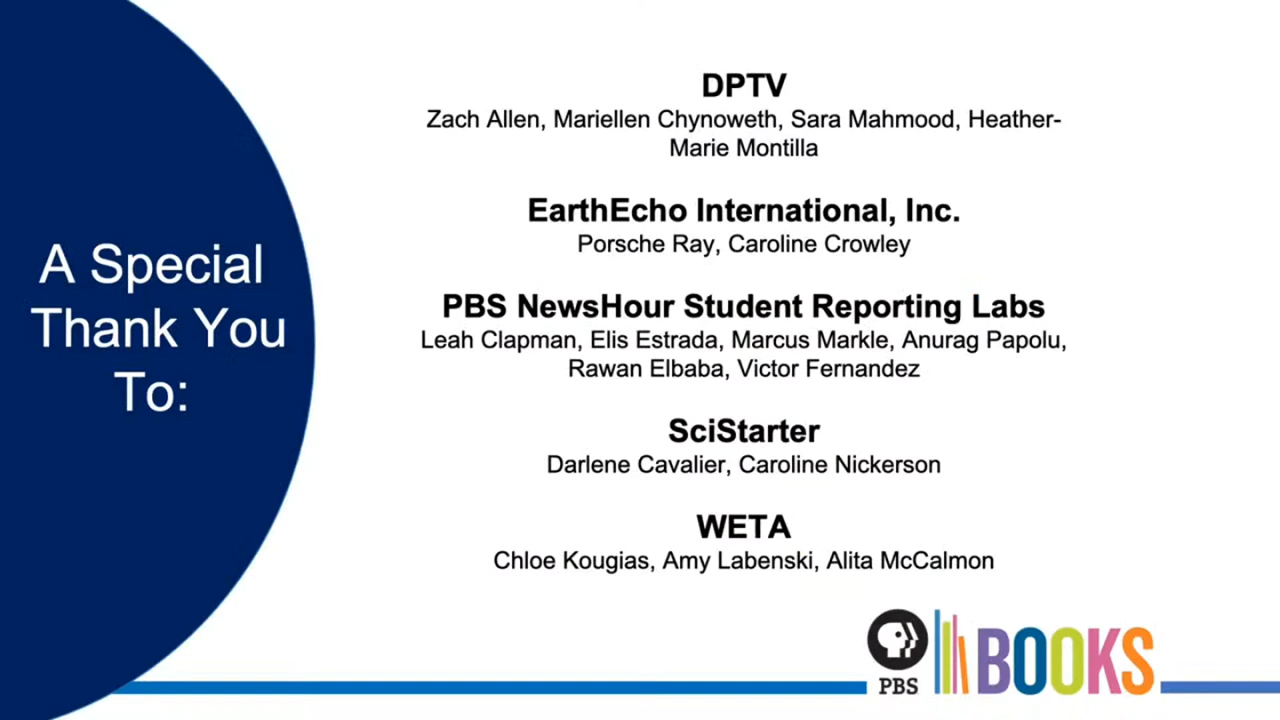 A Special
Thank You
To:
DPTV
Zach Allen, Mariellen Chynoweth, Sara Mahmood, Heather-
Marie Montilla
EarthEcho International, Inc.
Porsche Ray, Caroline Crowley
PBS NewsHour Student Reporting Labs
Leah Clapman, Elis Estrada, Marcus Markle, Anurag Papolu,
Rawan Elbaba, Victor Fernandez
SciStarter
Darlene Cavalier, Caroline Nickerson
WETA
Chloe Kougias, Amy Labenski, Alita McCalmon
PBS
BOOKS